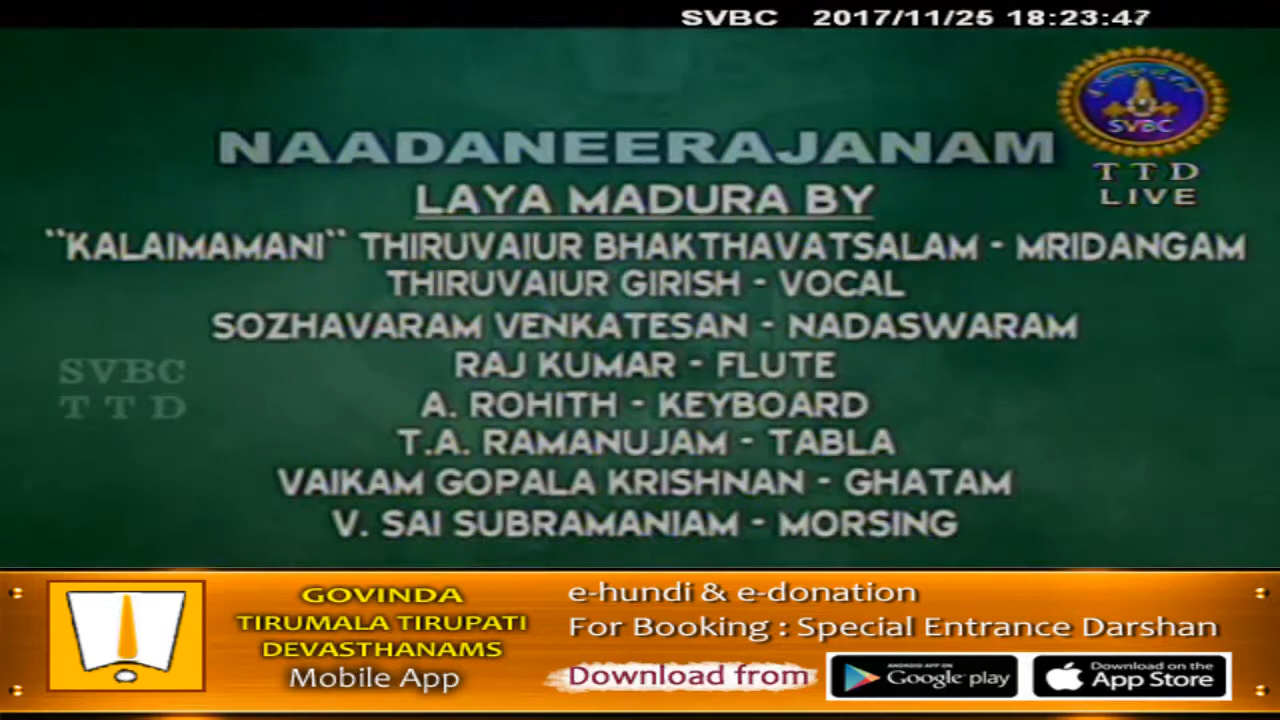 SVBC 2017/11/25 18:23:47
NAADANEERAJANAM
SVBC
T T D
LIVE
LAYA MADURA BY
``KALAIMAMANI`` THIRUVAIUR BHAKTHAVATSALAM - MRIDANGAM
THIRUVAIUR GIRISH - VOCAL
SOZHAVARAM VENKATESAN - NADASWARAM
RAJ KUMAR - FLUTE
SVBC
T T D
A. ROHITH - KEYBOARD
T.A. RAMANUJAM - TABLA
VAIKAM GOPALA KRISHNAN - GHATAM
V. SAI SUBRAMANIAM - MORSING
GOVINDA
TIRUMALA TIRUPATI
DEVASTHANAMS
Mobile App
e-hundi & e-donation
For Booking : Special Entrance Darshan
Download from
ANDROID APP ON
Google play
Download on the
App Store